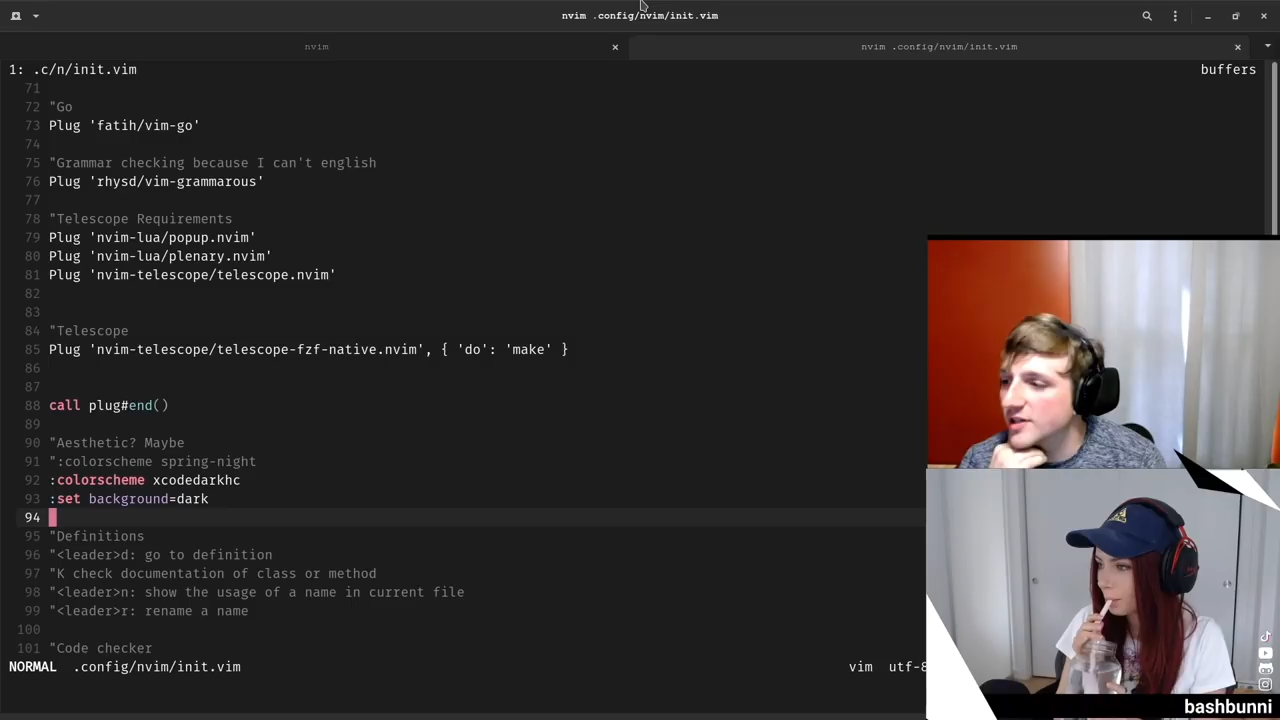 nvim .config/nvim/init.vim
nvim
nvim .config/nvim/init.vim
1: .c/n/init.vim
buffers
71
72 "Go
73 Plug 'fatih/vim-go'
74
75 "Grammar checking because I can't english
76 Plug 'rhysd/vim-grammarous'
77
78 "Telescope Requirements
79 Plug 'nvim-lua/popup.nvim'
80 Plug 'nvim-lua/plenary.nvim'
81 Plug 'nvim-telescope/telescope.nvim'
82
83
84 "Telescope
85 Plug 'nvim-telescope/telescope-fzf-native.nvim', { 'do': 'make' }
86
87
88 call plug#end()
89
90 "Aesthetic? Maybe
91 ":colorscheme spring-night
92 :colorscheme xcodedarkhc
93 :set background=dark
94
95 "Definitions
96 "<leader>d: go to definition
97 "K check documentation of class or method
98 "<leader>n: show the usage of a name in current file
99 "<leader>r: rename a name
100
101 "Code checker
NORMAL .config/nvim/init.vim
vim utf-8
bashbunni